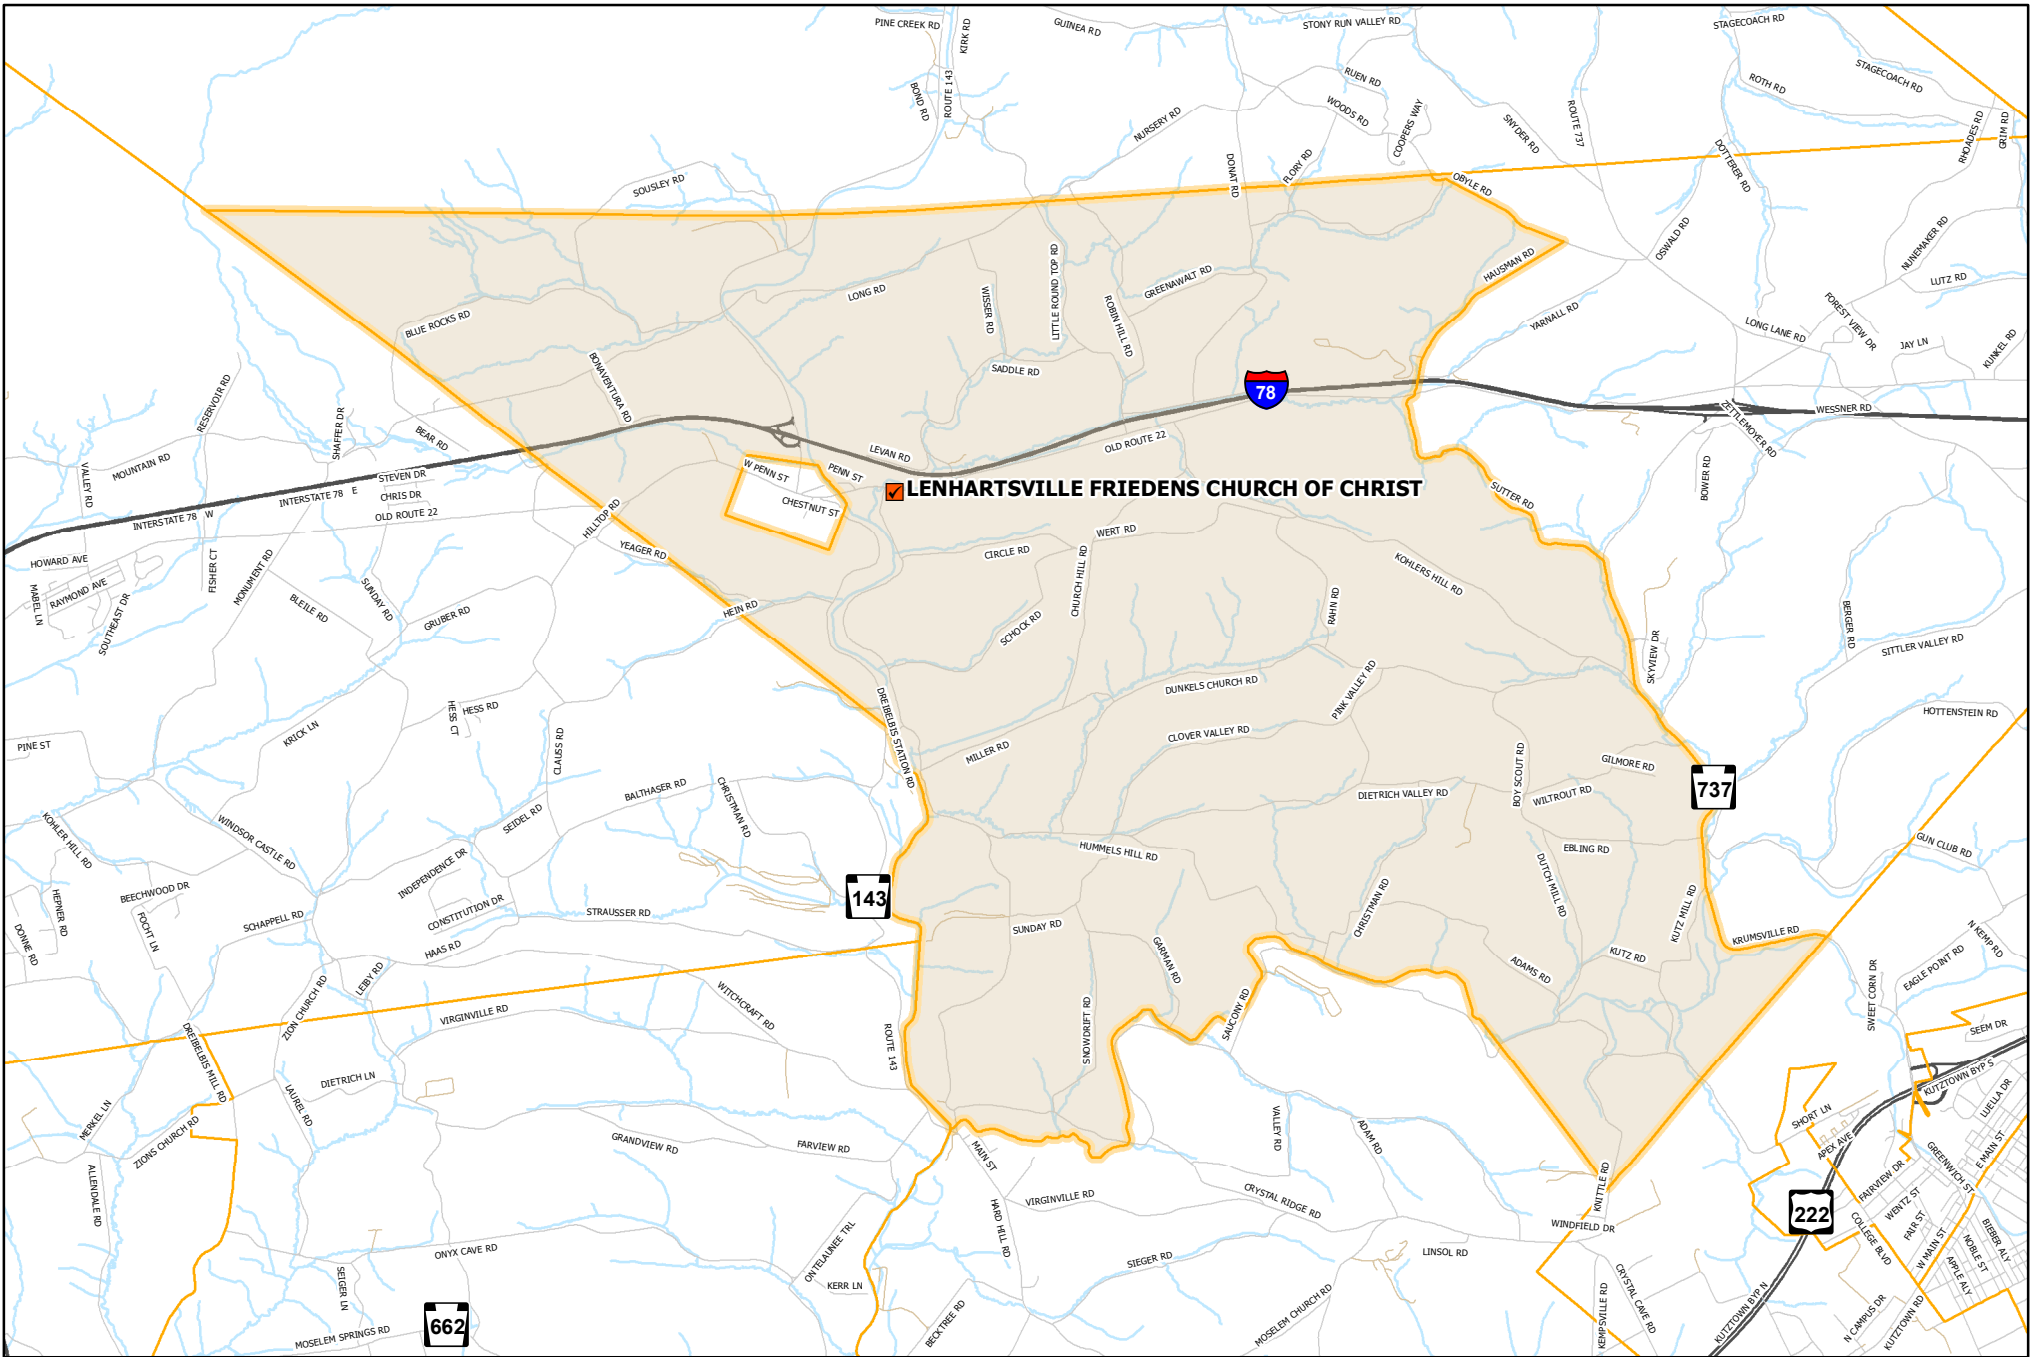 PINE CREEK RD
KIRK RD
GUINEA RD
STONY RUN VALLEY RD
STAGECOACH RD
BOND RD
ROUTE 143
RUEN RD
WOODS RD
COOPERS WAY
ROTH RD
STAGECOACH RD
NURSERY RD
SNYDER RD
ROUTE 737
RHOADES RD
GRIM RD
DOTTERER RD
SOUSLEY RD
DONAT RD
FLORY RD
OBYLE RD
OSWALD RD
NUNEMAKER RD
LUTZ RD
HAUSMAN RD
LONG RD
WISSER RD
LITTLE ROUND TOP RD
GREENAWALT RD
ROBIN HILL RD
BLUE ROCKS RD
YARNALL RD
LONG LANE RD
FOREST VIEW DR
JAY LN
KUNKEL RD
BONAVENTURA RD
SADDLE RD
78
RESERVOIR RD
SHAFFER DR
BEAR RD
LEVAN RD
OLD ROUTE 22
ZETTLEMOYER RD
WESSNER RD
VALLEY RD
MOUNTAIN RD
STEVEN DR
CHRIS DR
OLD ROUTE 22
INTERSTATE 78 E
INTERSTATE 78 W
W PENN ST
PENN ST
CHESTNUT ST
LENHARTSVILLE FRIEDENS CHURCH OF CHRIST
SUTTER RD
BOWER RD
HILLTOP RD
YEAGER RD
CIRCLE RD
WERT RD
CHURCH HILL RD
KOHLERS HILL RD
HOWARD AVE
RAYMOND AVE
MABEL LN
SOUTHEAST DR
FISHER CT
MONUMENT RD
BLEILE RD
SUNDAY RD
GRUBER RD
HEIN RD
SCHOCK RD
RAHN RD
SKYVIEW DR
BERGER RD
SITTLER VALLEY RD
DUNKELS CHURCH RD
PINK VALLEY RD
HESS CT
HESS RD
KRICK LN
PINE ST
CLAUSS RD
DREIBELBIS STATION RD
MILLER RD
CLOVER VALLEY RD
BOY SCOUT RD
GILMORE RD
HOTTENSTEIN RD
737
DIETRICH VALLEY RD
WILTROUT RD
BALTHASER RD
CHRISTMAN RD
SEIDEL RD
KOHLER HILL RD
WINDSOR CASTLE RD
INDEPENDENCE DR
HUMMELS HILL RD
EBLING RD
DUTCH MILL RD
GUN CLUB RD
143
BEECHWOOD DR
HEPNER RD
DONNE RD
FOCHT LN
SCHAPPELL RD
CONSTITUTION DR
STRAUSSER RD
HAAS RD
SUNDAY RD
GARMAN RD
CHRISTMAN RD
KUTZ MILL RD
KUTZ RD
KRUMSVILLE RD
N KEMP RD
EAGLE POINT RD
SWEET CORN DR
LEIBY RD
ZION CHURCH RD
WITCHCRAFT RD
VIRGINVILLE RD
ADAMS RD
SAUCONY RD
SNOWDRIFT RD
SEEM DR
DREIBELBIS MILL RD
ROUTE 143
DIETRICH LN
LAUREL RD
MERKEL LN
ZIONS CHURCH RD
ALLENDALE RD
KUTZTOWN BYP S
LUELLA DR
SHORT LN
APEX AVE
GRANDVIEW RD
FARVIEW RD
MAIN ST
VALLEY RD
ADAM RD
GREENWICH ST
E MAIN ST
FAIRVIEW DR
WENTZ ST
FAIR ST
VIRGINVILLE RD
CRYSTAL RIDGE RD
KNITTLE RD
WINDFIELD DR
222
COLLEGE BLVD
W MAIN ST
NOBLE ST
BIEBER ALY
APPLE ALY
HARD HILL RD
ONTELAUNEE TRL
KERR LN
ONYX CAVE RD
SEIGER LN
SIEGER RD
LINSOL RD
MOSELEM CHURCH RD
BECK TREE RD
KEMPSVILLE RD
CRYSTAL CAVE RD
KUTZTOWN BYP N
N CAMPUS DR
KUTZTOWN RD
662
MOSELEM SPRINGS RD